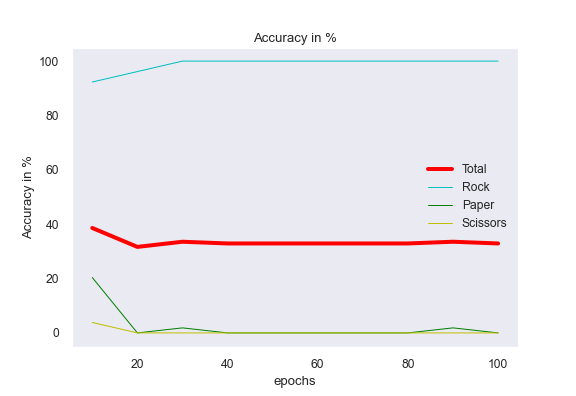 Accuracy in %
100
80
60
40
20
0
Accuracy in %
Total
Rock
Paper
Scissors
20 40 60 80 100
epochs